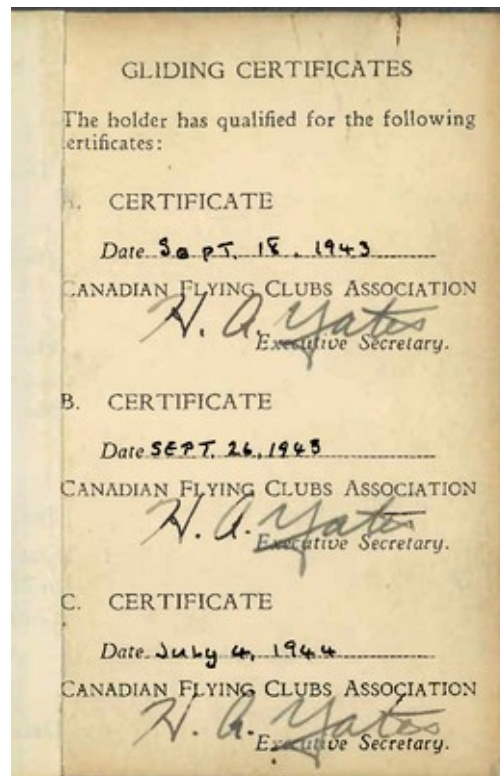 GLIDING CERTIFICATES
The holder has qualified for the following
ertificates:
A. CERTIFICATE
Date Sept. 18, 1943
CANADIAN FLYING CLUBS ASSOCIATION
H. A. Yates
Executive Secretary.
B. CERTIFICATE
Date SEPT. 26, 1943
CANADIAN FLYING CLUBS ASSOCIATION
H. A. Yates
Executive Secretary.
C. CERTIFICATE
Date July 4, 1944
CANADIAN FLYING CLUBS ASSOCIATION
H. A. Yates
Executive Secretary.